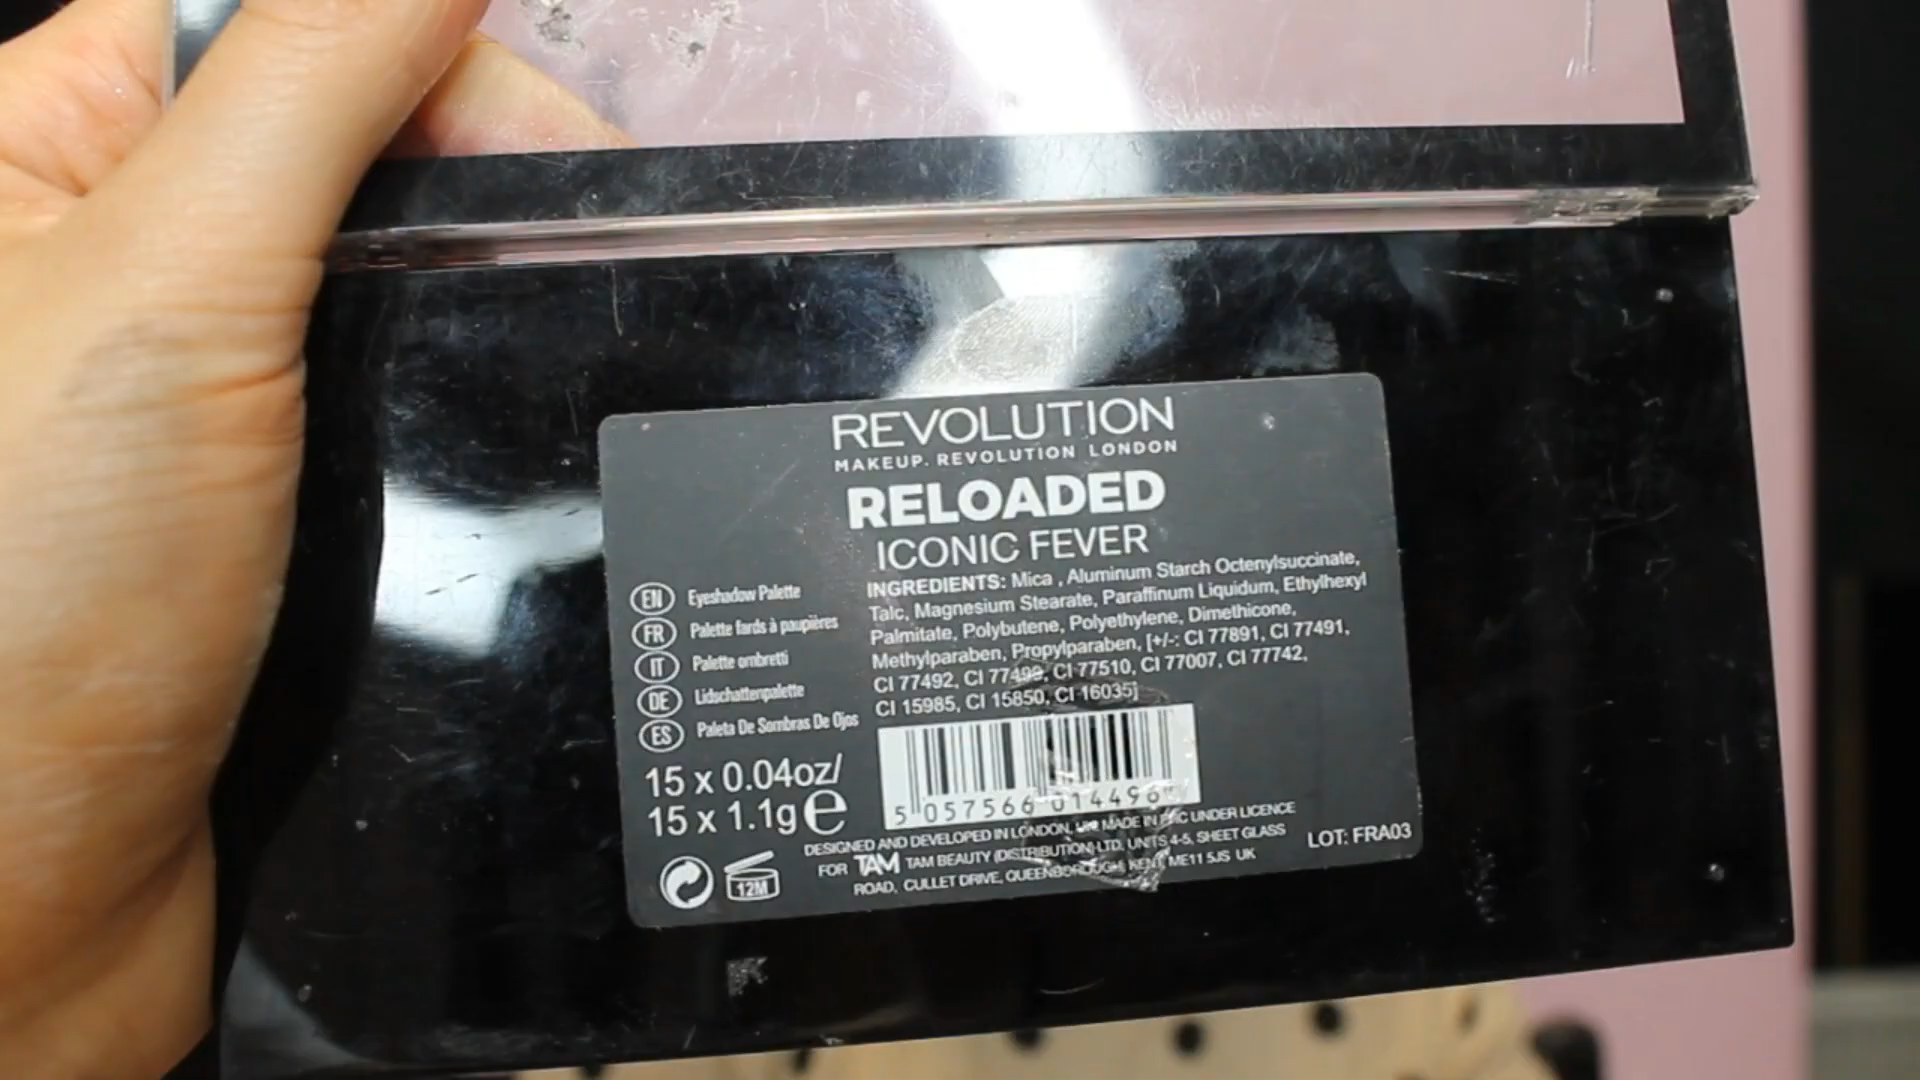 REVOLUTION
MAKEUP. REVOLUTION LONDON
RELOADED
ICONIC FEVER
INGREDIENTS: Mica , Aluminum Starch Octenylsuccinate,
Talc, Magnesium Stearate, Paraffinum Liquidum, Ethylhexyl
Palmitate, Polybutene, Polyethylene, Dimethicone,
Methylparaben, Propylparaben, [+/-: CI 77891, CI 77491,
CI 77492, CI 77499, CI 77510, CI 77007, CI 77742,
CI 15985, CI 15850, CI 16035]
EN Eyeshadow Palette
FR Palette fards à paupières
IT Palette ombretti
DE Lidschattenpalette
ES Paleta De Sombras De Ojos
15 x 0.04oz/
15 x 1.1g e
12M
5 057566 014496
DESIGNED AND DEVELOPED IN LONDON, UK. MADE IN PRC UNDER LICENCE
FOR TAM TAM BEAUTY (DISTRIBUTION) LTD, UNITS 4-5, SHEET GLASS
ROAD, CULLET DRIVE, QUEENBOROUGH, KENT, ME11 5JS UK
LOT: FRA03